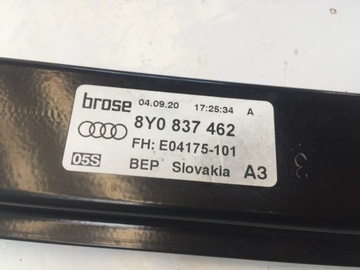 brose 04.09.20 17:25:34 A
8Y0 837 462
FH: E04175-101
05S BEP Slovakia A3